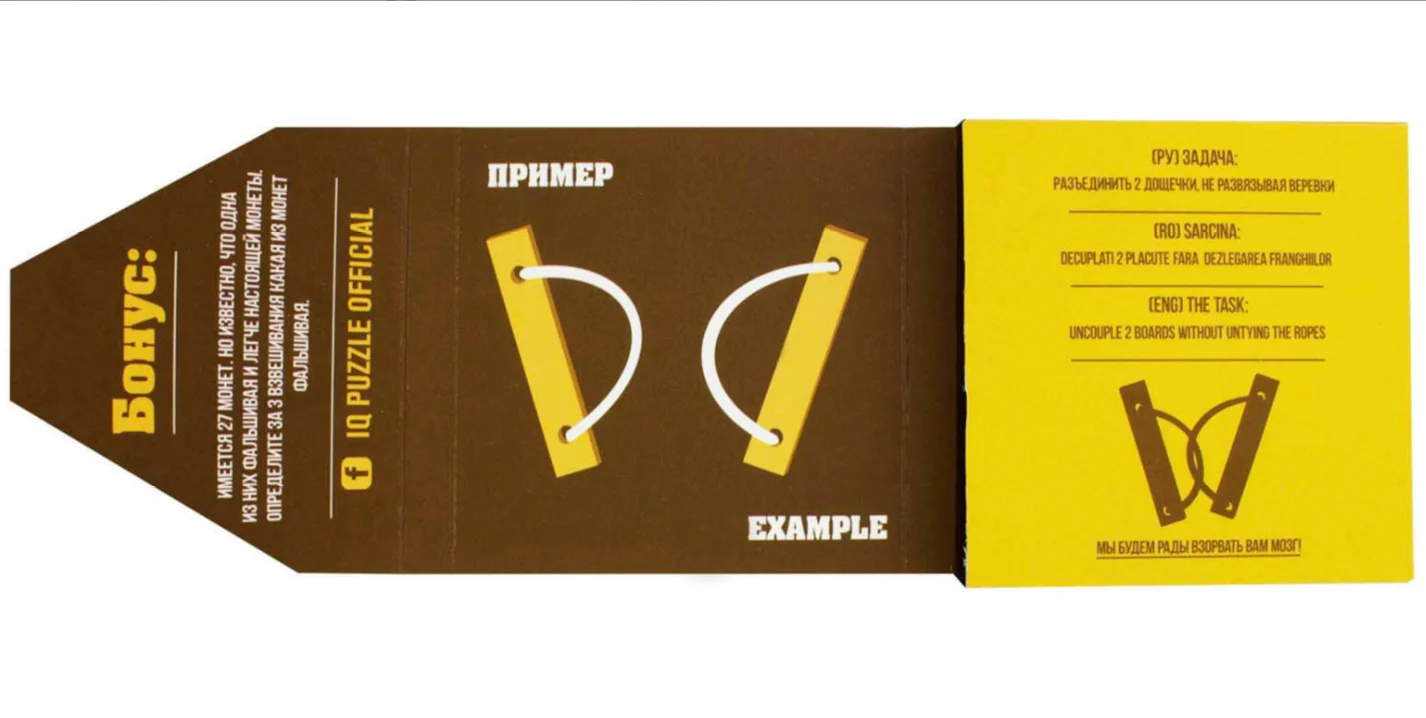 Бонус:
ИМЕЕТСЯ 27 МОНЕТ. НО ИЗВЕСТНО, ЧТО ОДНА
ИЗ НИХ ФАЛЬШИВАЯ И ЛЕГЧЕ НАСТОЯЩЕЙ МОНЕТЫ.
ОПРЕДЕЛИТЕ ЗА 3 ВЗВЕШИВАНИЯ КАКАЯ ИЗ МОНЕТ
ФАЛЬШИВАЯ.
f IQ PUZZLE OFFICIAL
ПРИМЕР
EXAMPLE
(РУ) ЗАДАЧА:
РАЗЪЕДИНИТЬ 2 ДОЩЕЧКИ, НЕ РАЗВЯЗЫВАЯ ВЕРЕВКИ
(RO) SARCINA:
DECUPLATI 2 PLACUTE FARA DEZLEGAREA FRANGHIILOR
(ENG) THE TASK:
UNCOUPLE 2 BOARDS WITHOUT UNTYING THE ROPES
МЫ БУДЕМ РАДЫ ВЗОРВАТЬ ВАМ МОЗГ!